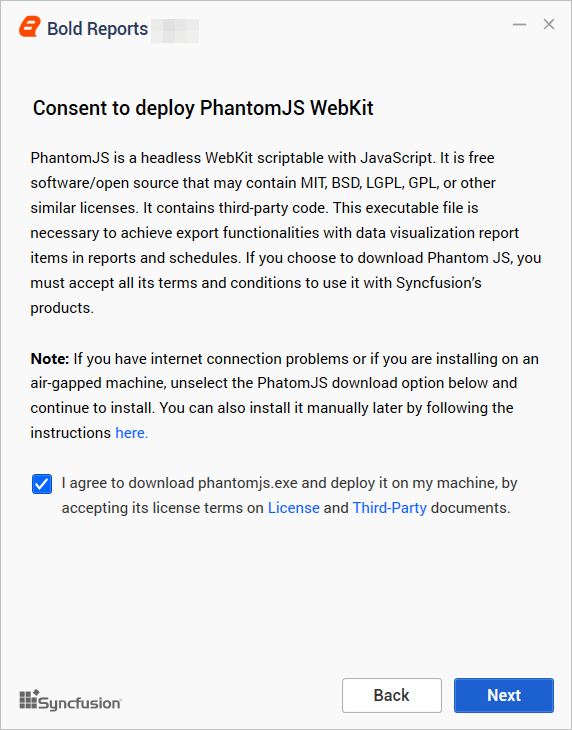 Bold Reports
Consent to deploy PhantomJS WebKit
PhantomJS is a headless WebKit scriptable with JavaScript. It is free
software/open source that may contain MIT, BSD, LGPL, GPL, or other
similar licenses. It contains third-party code. This executable file is
necessary to achieve export functionalities with data visualization report
items in reports and schedules. If you choose to download Phantom JS, you
must accept all its terms and conditions to use it with Syncfusion’s
products.
Note: If you have internet connection problems or if you are installing on an
air-gapped machine, unselect the PhatomJS download option below and
continue to install. You can also install it manually later by following the
instructions here.
I agree to download phantomjs.exe and deploy it on my machine, by
accepting its license terms on License and Third-Party documents.
Syncfusion
Back
Next